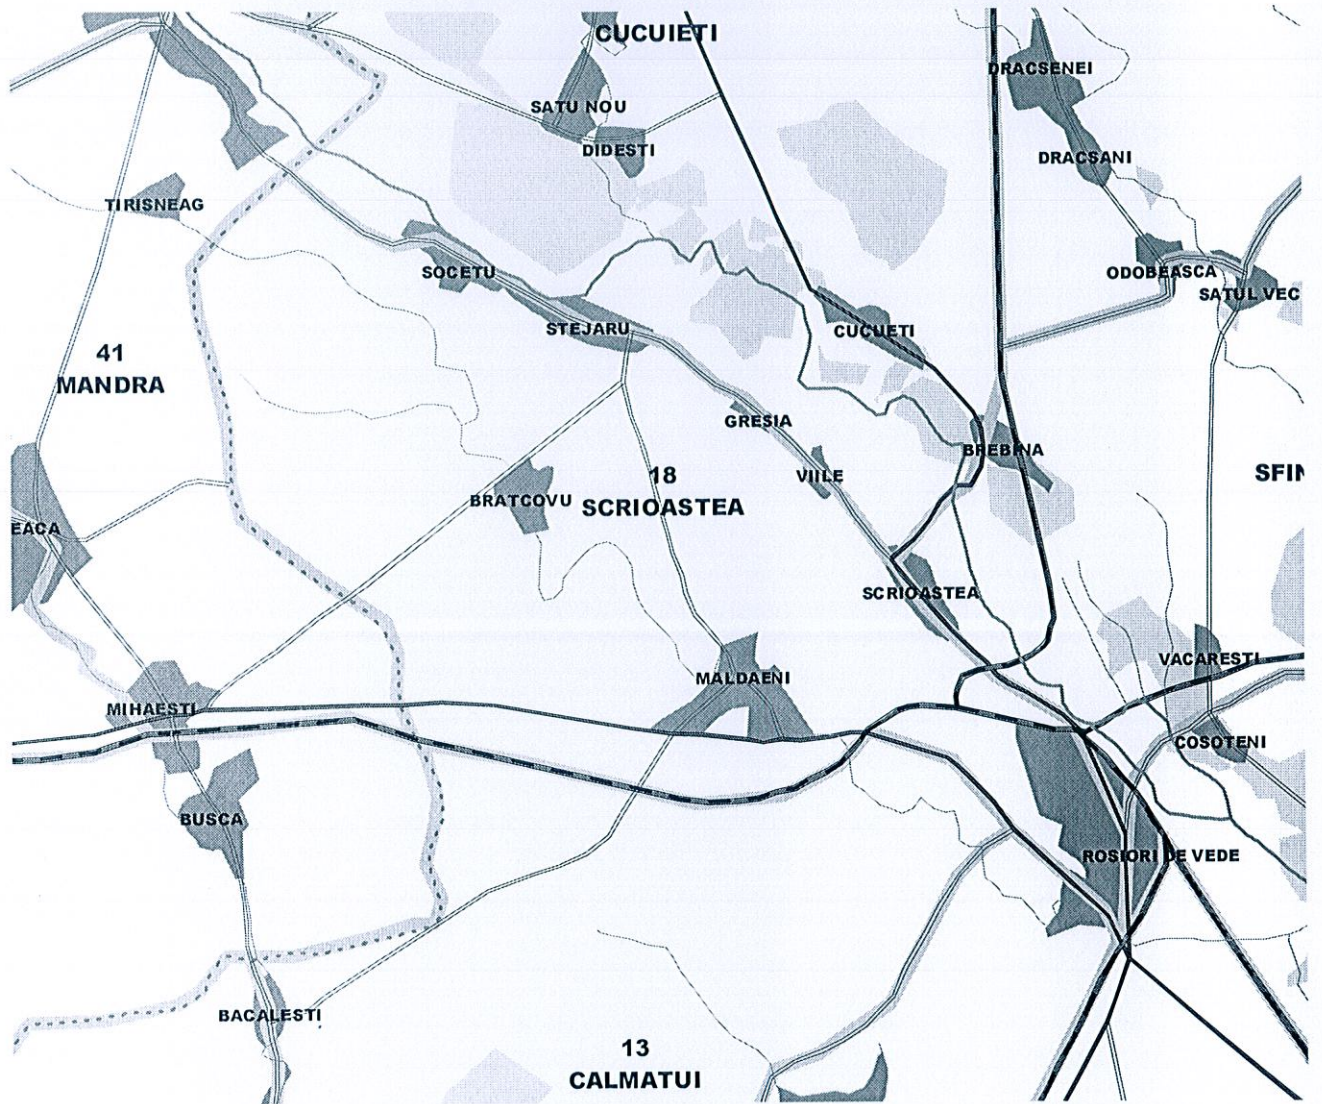 CUCUIETI
DRACSENEI
SATU NOU
DIDESTI
DRACSANI
TIRISNEAG
SOCETU
ODOBEASCA
SATUL VEC
STEJARU
CUCUETI
41
MANDRA
GRESIA
BREBINA
18
SCRIOASTEA
VIILE
SFIN
BRATCOVU
EACA
SCRIOASTEA
VACARESTI
MALDAENI
MIHAESTI
COSOTENI
BUSCA
ROSIORI DE VEDE
BACALESTI
13
CALMATUI